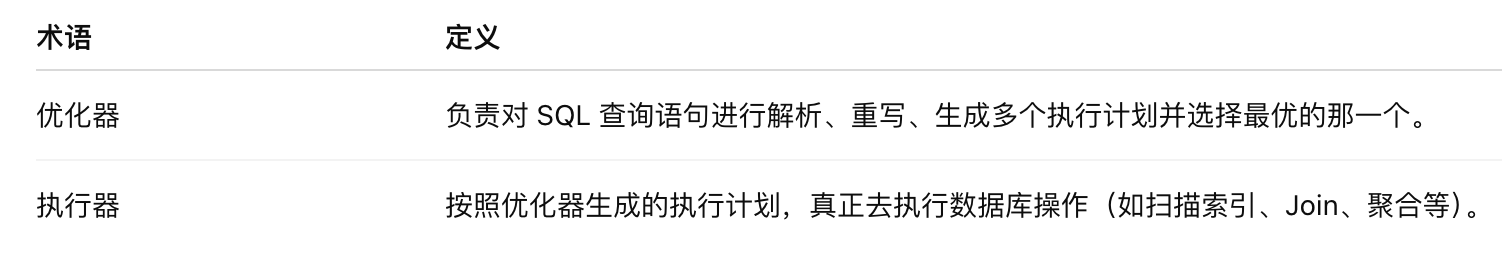 术语 定义
优化器 负责对 SQL 查询语句进行解析、重写、生成多个执行计划并选择最优的那一个。
执行器 按照优化器生成的执行计划，真正去执行数据库操作（如扫描索引、Join、聚合等）。